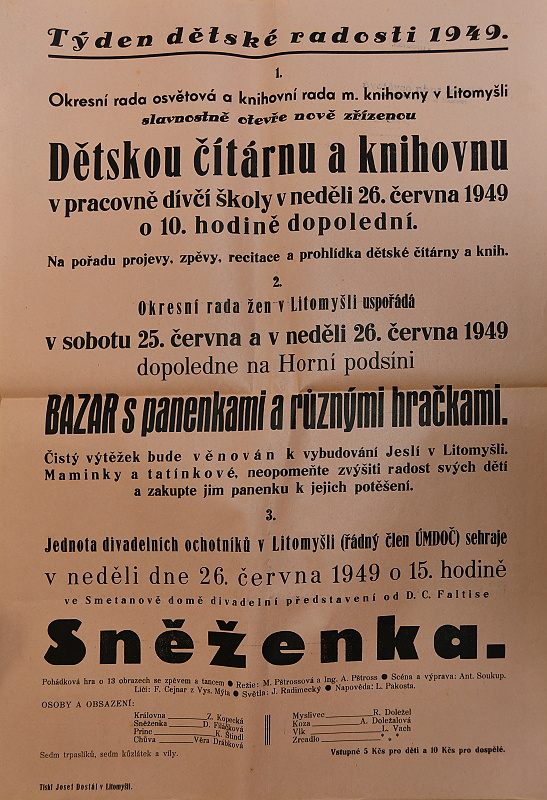 Týden dětské radosti 1949.
1.
Okresní rada osvětová a knihovní rada m. knihovny v Litomyšli
slavnostně otevře nově zřízenou
Dětskou čítárnu a knihovnu
v pracovně dívčí školy v neděli 26. června 1949
o 10. hodině dopolední.
Na pořadu projevy, zpěvy, recitace a prohlídka dětské čítárny a knih.
2.
Okresní rada žen v Litomyšli uspořádá
v sobotu 25. června a v neděli 26. června 1949
dopoledne na Horní podsíni
BAZAR s panenkami a různými hračkami.
Čistý výtěžek bude věnován k vybudování Jeslí v Litomyšli.
Maminky a tatínkové, neopomeňte zvýšiti radost svých dětí
a zakupte jim panenku k jejich potěšení.
3.
Jednota divadelních ochotníků v Litomyšli (řádný člen ÚMDOČ) sehraje
v neděli dne 26. června 1949 o 15. hodině
ve Smetanově domě divadelní představení od D. C. Faltise
Sněženka.
Pohádková hra o 13 obrazech se zpěvem a tancem ● Režie: M. Pštrossová a Ing. A. Pštross ● Scéna a výprava: Ant. Soukup.
Líčí: F. Cejnar z Vys. Mýta ● Světla: J. Radimecký ● Napověda: L. Pakosta.
OSOBY A OBSAZENÍ:
Královna Z. Kopecká
Sněženka D. Filáčková
Princ K. Šindl
Chůva Věra Drábková
Myslivec R. Doležel
Koza A. Doležalová
Vlk L. Vach
Zrcadlo * * *
Sedm trpaslíků, sedm kůzlátek a víly.
Vstupné 5 Kčs pro děti a 10 Kčs pro dospělé.
Tiskl Josef Dostál v Litomyšli.